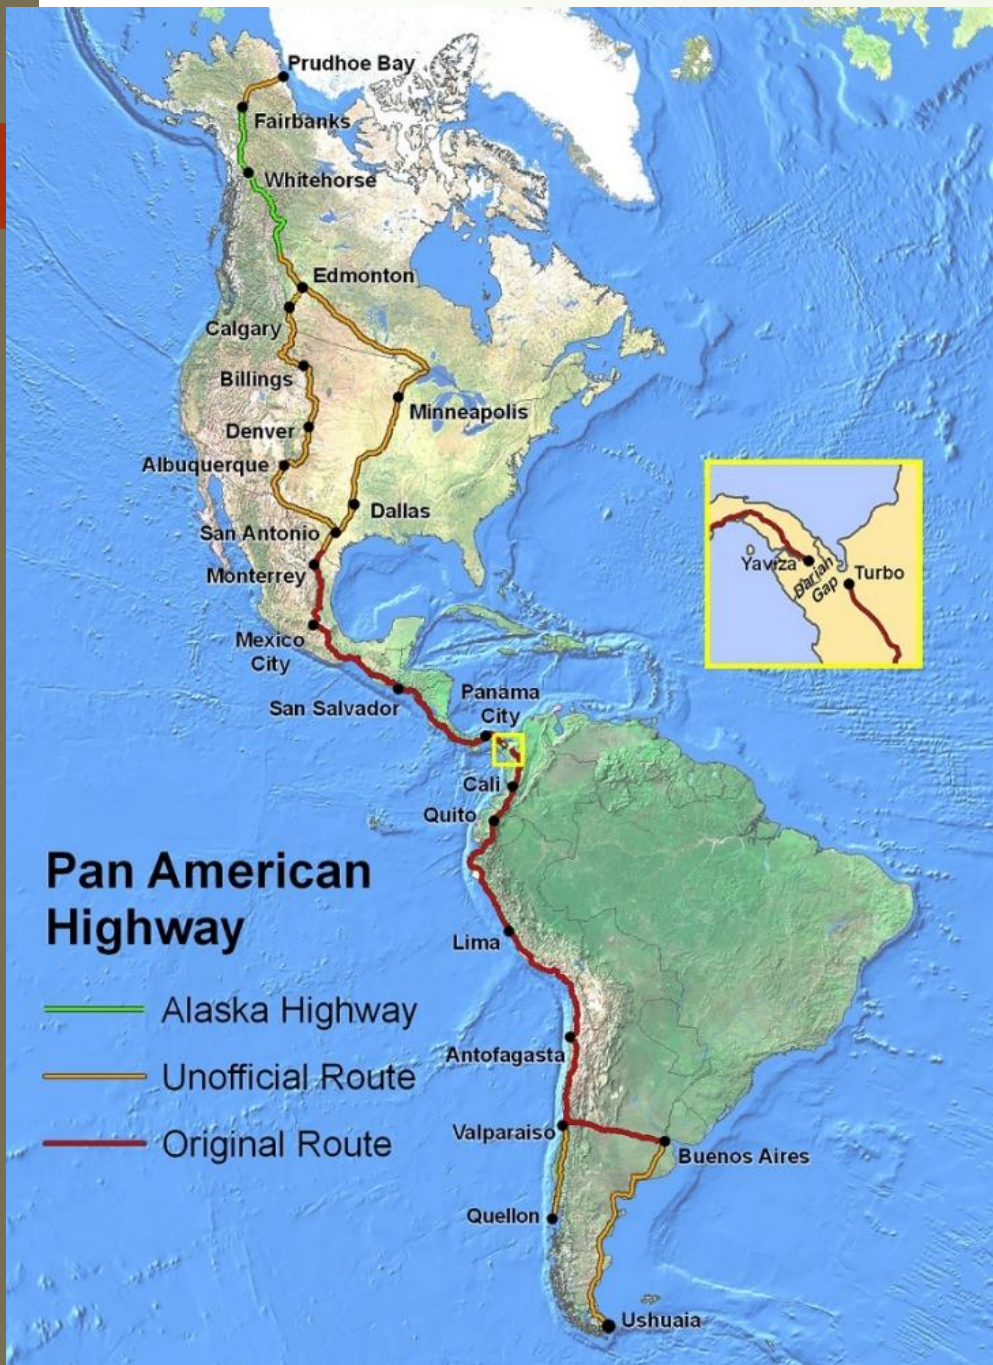 Prudhoe Bay
Fairbanks
Whitehorse
Edmonton
Calgary
Billings
Minneapolis
Denver
Albuquerque
Dallas
San Antonio
Monterrey
Yaviza
Darian
Gap
Turbo
Mexico
City
San Salvador
Panama
City
Cali
Quito
Pan American
Highway
Lima
Alaska Highway
Antofagasta
Unofficial Route
Valparaiso
Original Route
Buenos Aires
Quellon
Ushuaia